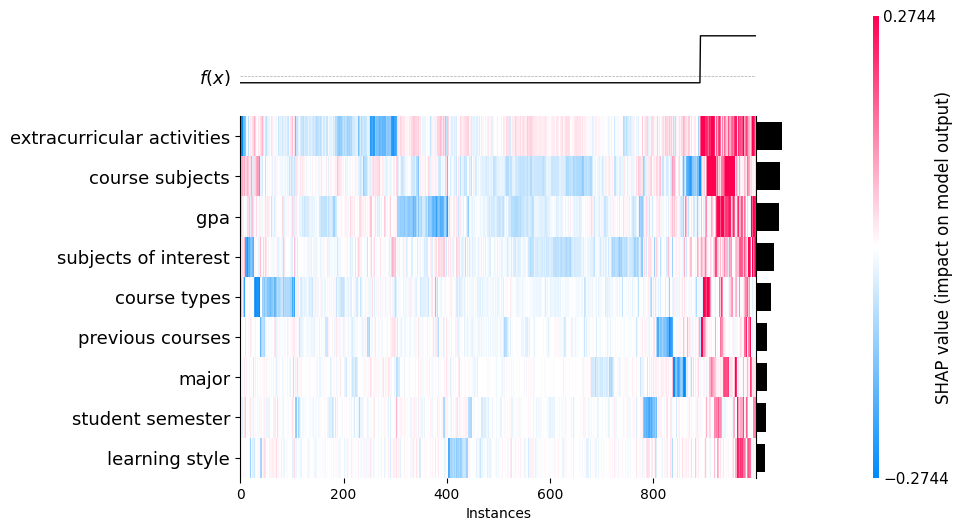 0.2744
f(x)
extracurricular activities
course subjects
gpa
subjects of interest
course types
previous courses
major
student semester
learning style
SHAP value (impact on model output)
−0.2744
0 200 400 600 800
Instances